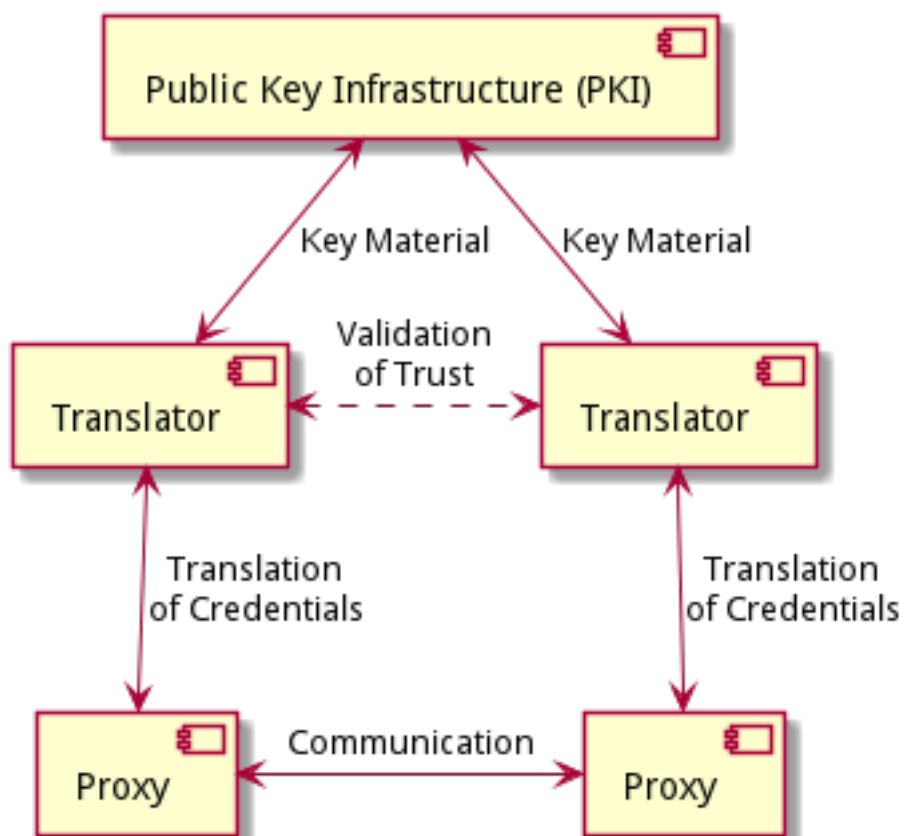 Public Key Infrastructure (PKI)
Key Material
Key Material
Validation
of Trust
Translator
Translator
Translation
of Credentials
Translation
of Credentials
Communication
Proxy
Proxy